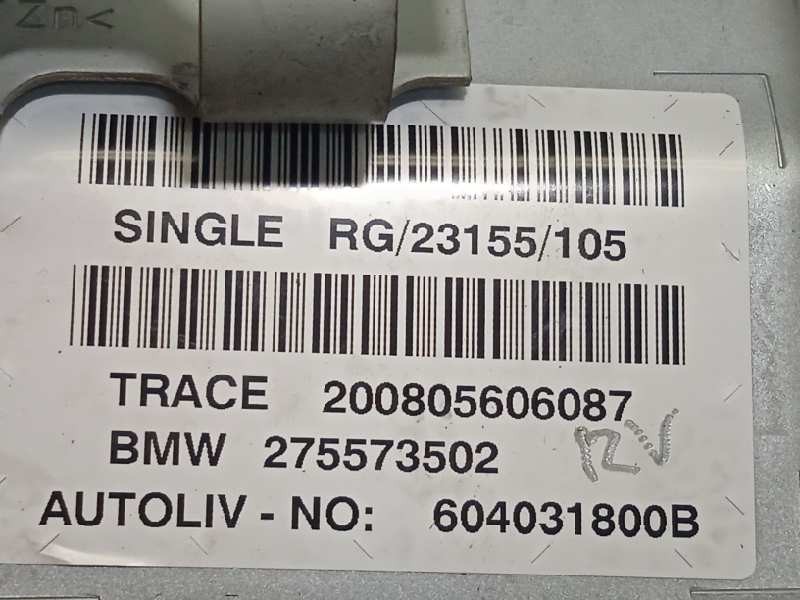 SINGLE RG/23155/105
TRACE 200805606087
BMW 275573502
AUTOLIV - NO: 604031800B